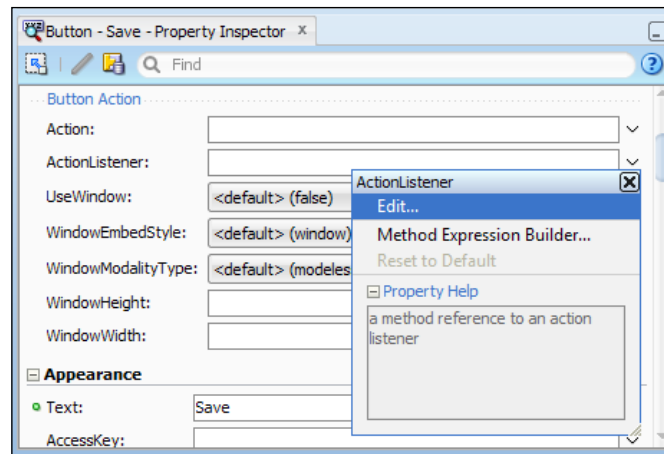 Button - Save - Property Inspector x
Find
Button Action
Action:
ActionListener:
UseWindow: <default> (false)
WindowEmbedStyle: <default> (window)
WindowModalityType: <default> (modeles
WindowHeight:
WindowWidth:
Appearance
Text: Save
AccessKey:
ActionListener
Edit...
Method Expression Builder...
Reset to Default
Property Help
a method reference to an action
listener